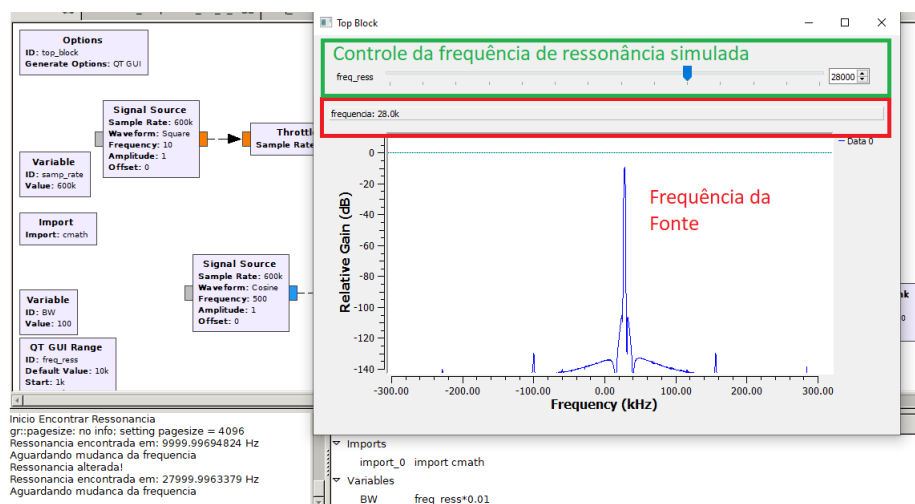 Options
ID: top_block
Generate Options: QT GUI
Signal Source
Sample Rate: 600k
Waveform: Square
Frequency: 10
Amplitude: 1
Offset: 0
Sample Rate
Variable
ID: samp_rate
Value: 600k
Import
Import: cmath
Signal Source
Sample Rate: 600k
Waveform: Cosine
Frequency: 500
Amplitude: 1
Offset: 0
Variable
ID: BW
Value: 100
QT GUI Range
ID: freq_ress
Default Value: 10k
Start: 1k
Top Block
Controle da frequência de ressonância simulada
freq_ress
28000
frequencia: 28.0k
Data 0
Frequência da
Fonte
Relative Gain (dB)
0
-20
-40
-60
-80
-100
-120
-140
-300.00 -200.00 -100.00 0.00 100.00 200.00 300.00
Frequency (kHz)
Inicio Encontrar Ressonancia
gr::pagesize: no info; setting pagesize = 4096
Ressonancia encontrada em: 9999.99694824 Hz
Aguardando mudanca da frequencia
Ressonancia alterada!
Ressonancia encontrada em: 27999.9963379 Hz
Aguardando mudanca da frequencia
Imports
import_0 import cmath
Variables
BW freq_ress*0.01